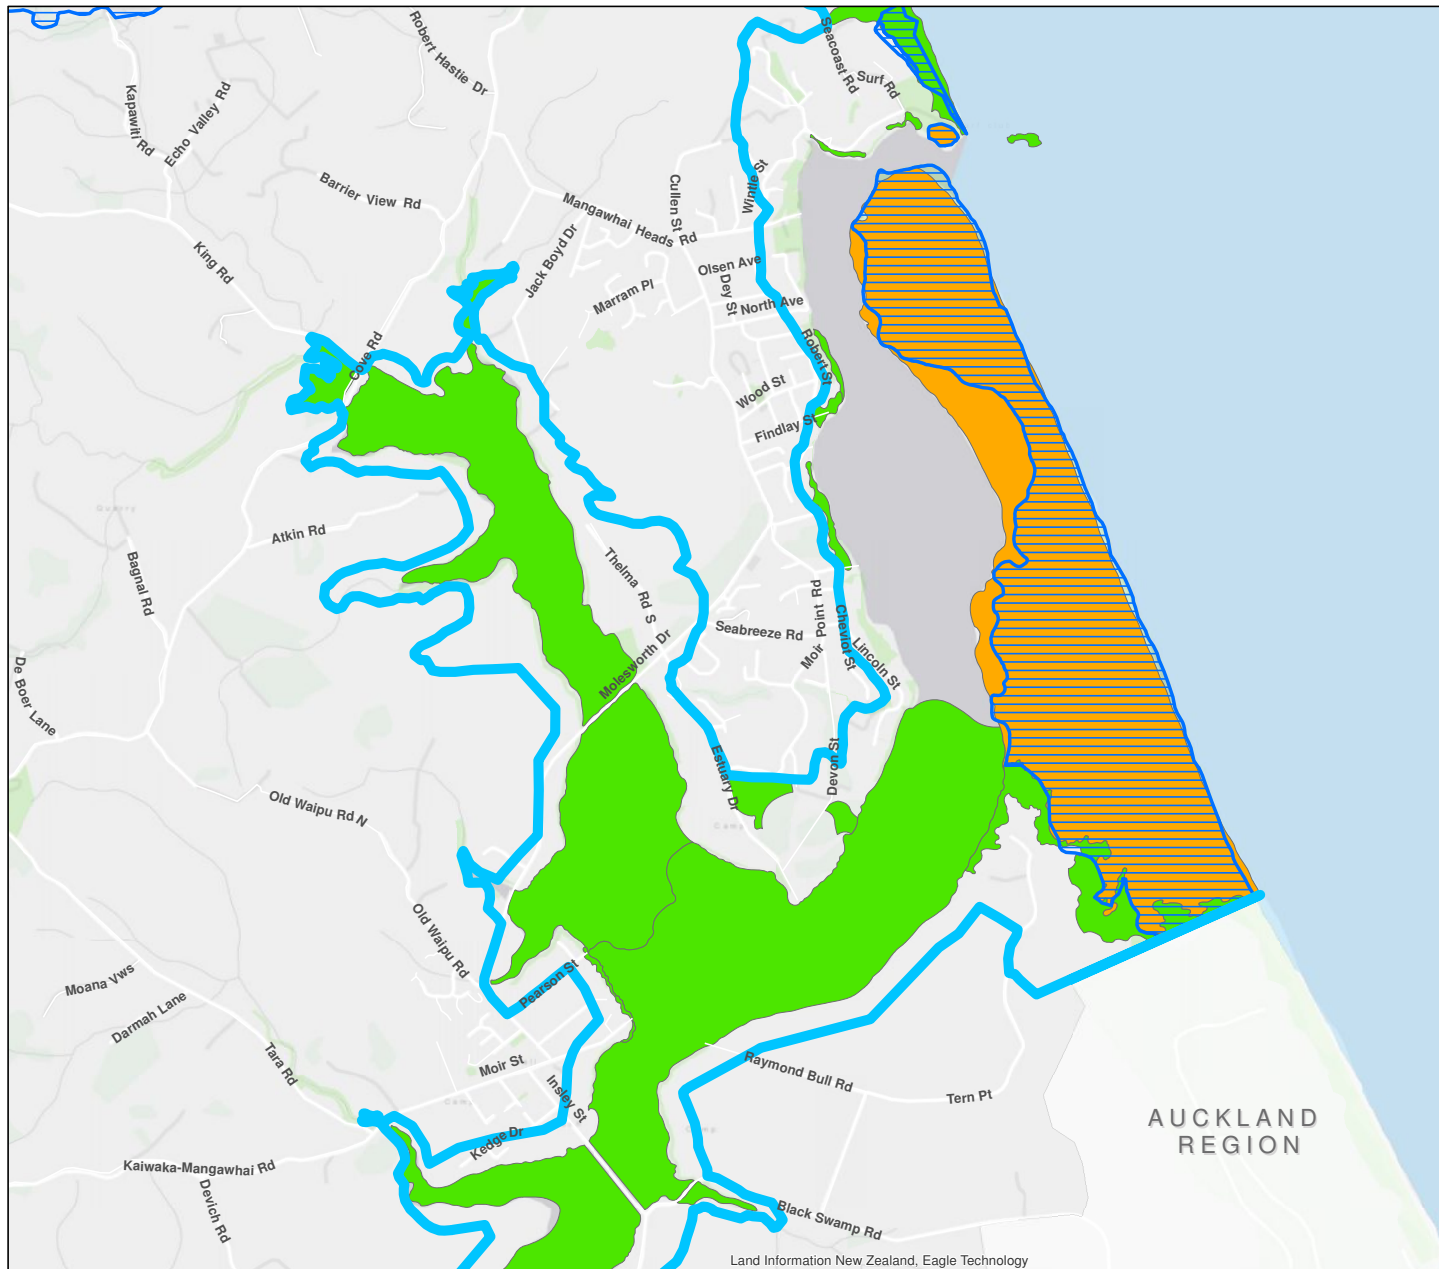 Robert Hastie Dr
Seacoast Rd
Surf Rd
Kapawiti Rd
Echo Valley Rd
Barrier View Rd
Cullen St
Wintle St
Mangawhai Heads Rd
King Rd
Jack Boyd Dr
Olsen Ave
Dey St
Marram Pl
North Ave
Robert St
Cove Rd
Wood St
Findlay St
Quarry
Atkin Rd
Bagnal Rd
Thelma Rd S
Seabreeze Rd
Moir Point Rd
Cheviot St
Lincoln St
Molesworth Dr
De Boer Lane
Estuary Dr
Devon St
Old Waipu Rd N
Camp
Old Waipu Rd
Moana Vws
Pearson St
Darmah Lane
Tara Rd
Moir St
Raymond Bull Rd
Insley St
Tern Pt
Camp
AUCKLAND
REGION
Camp
Kedge Dr
Kaiwaka-Mangawhai Rd
Devich Rd
Black Swamp Rd
Land Information New Zealand, Eagle Technology